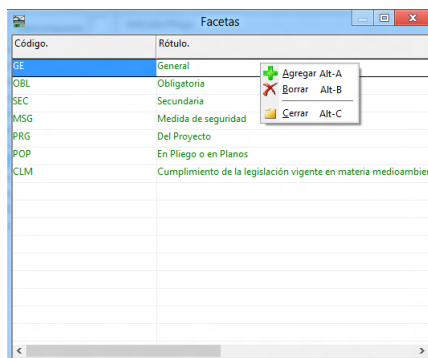 Facetas
Código. Rótulo.
GE General
OBL Obligatoria
SEC Secundaria
MSG Medida de seguridad
PRG Del Proyecto
POP En Pliego o en Planos
CLM Cumplimiento de la legislación vigente en materia medioambien
Agregar Alt-A
Borrar Alt-B
Cerrar Alt-C